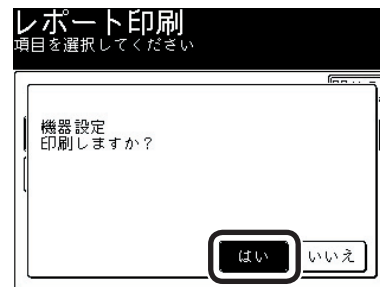 レポート印刷
項目を選択してください
機器設定
印刷しますか？
はい
いいえ